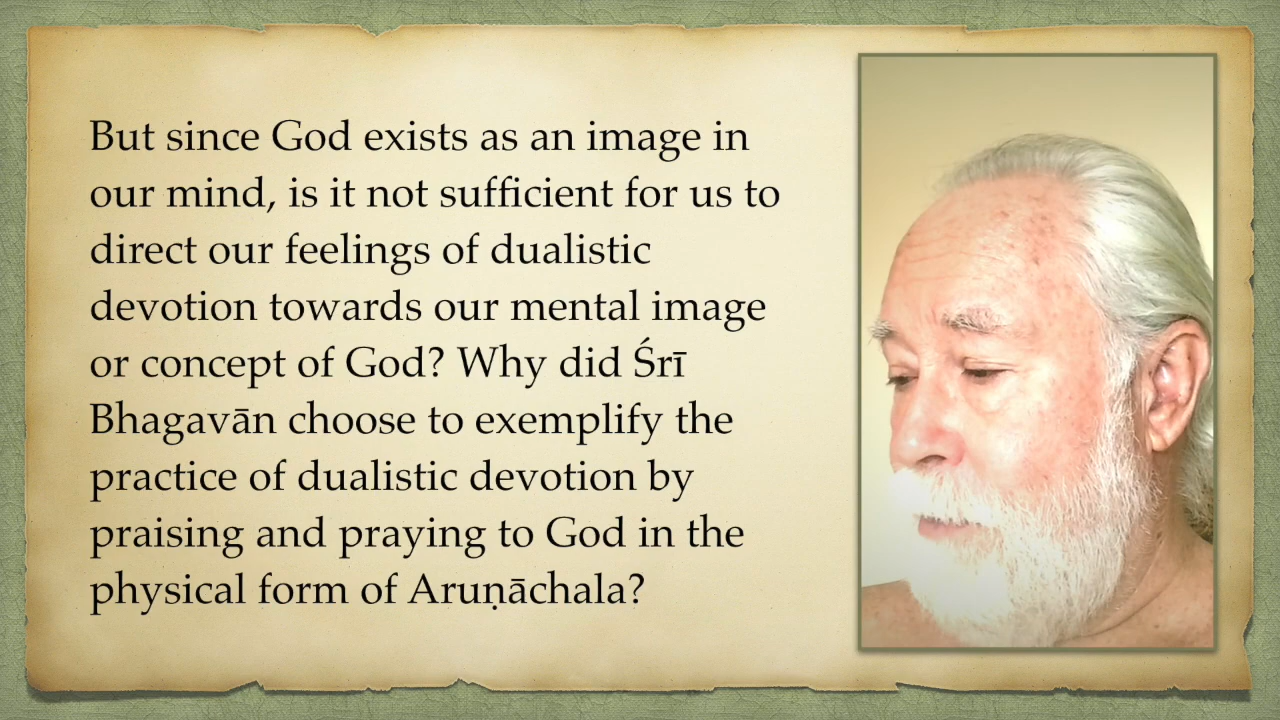 But since God exists as an image in
our mind, is it not sufficient for us to
direct our feelings of dualistic
devotion towards our mental image
or concept of God? Why did Śrī
Bhagavān choose to exemplify the
practice of dualistic devotion by
praising and praying to God in the
physical form of Aruṇāchala?